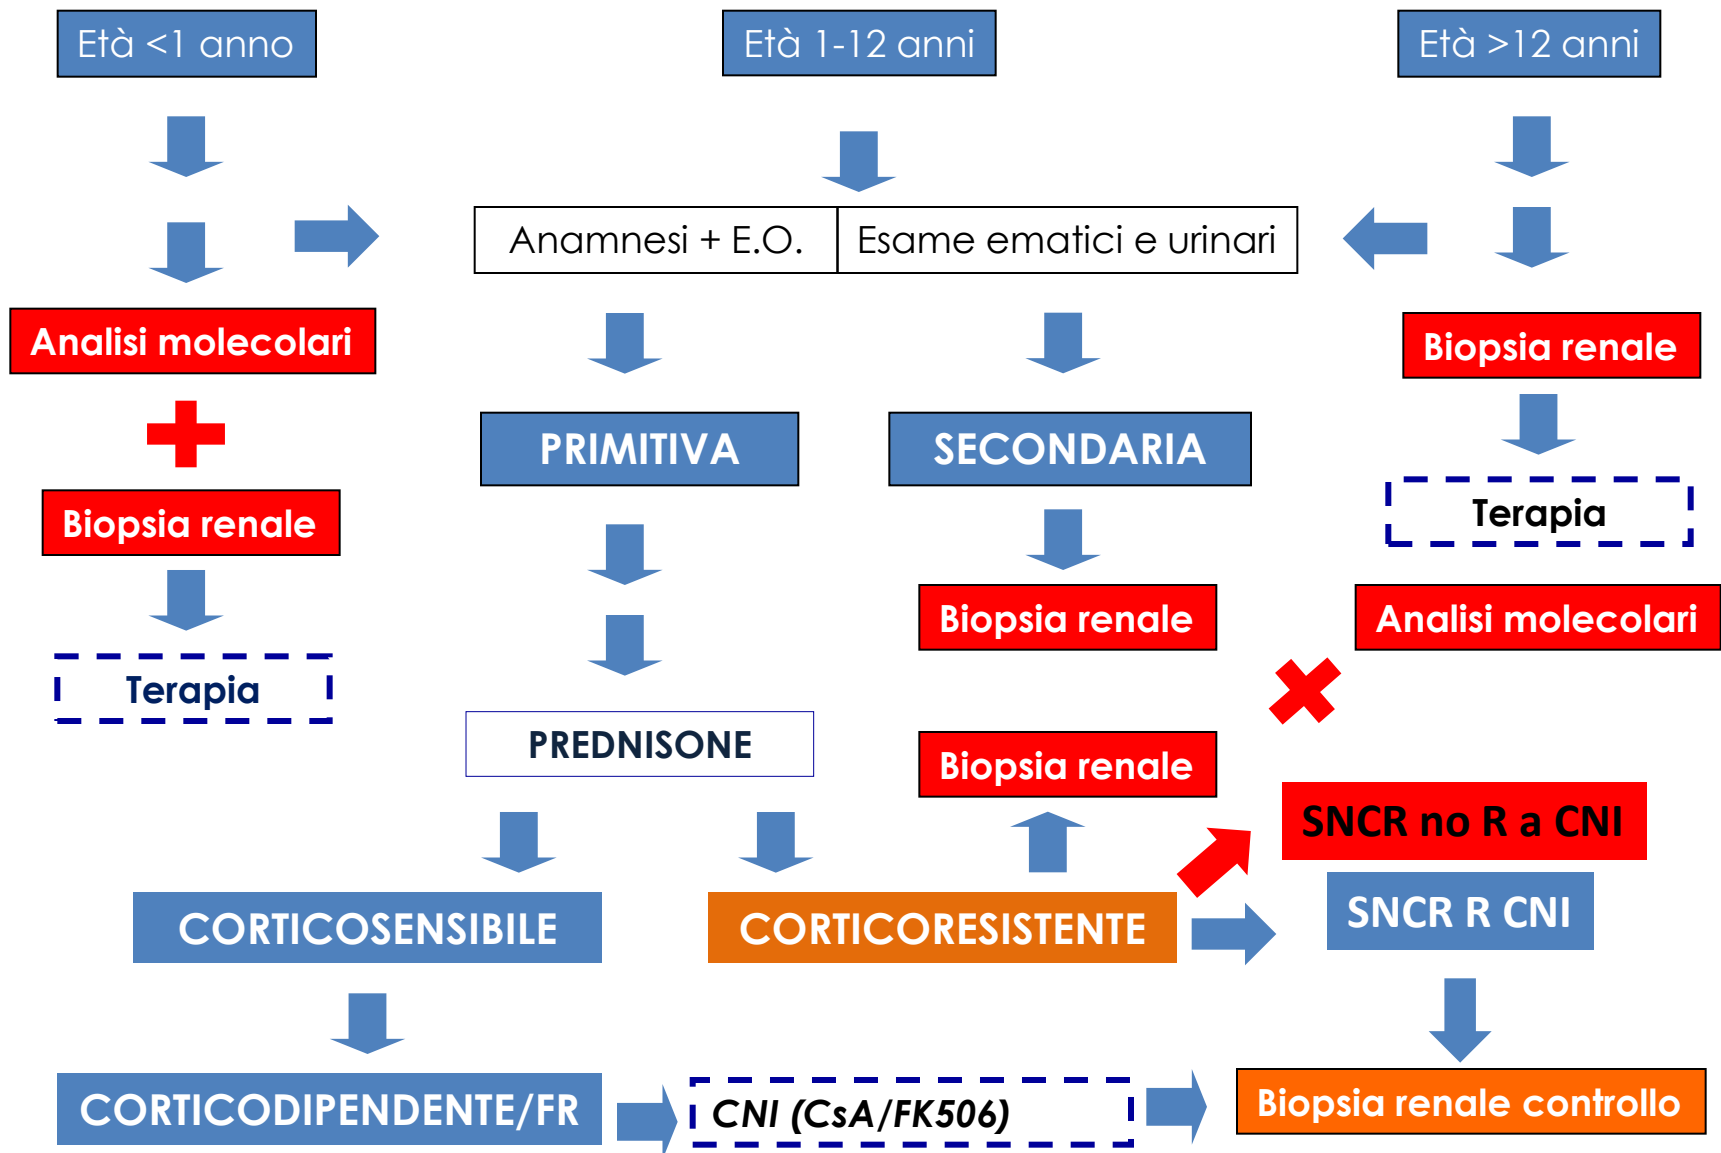 Età <1 anno
Età 1-12 anni
Età >12 anni
Anamnesi + E.O.
Esame ematici e urinari
Analisi molecolari
Biopsia renale
PRIMITIVA
SECONDARIA
Biopsia renale
Terapia
Biopsia renale
Analisi molecolari
Terapia
PREDNISONE
Biopsia renale
SNCR no R a CNI
CORTICOSENSIBILE
CORTICORESISTENTE
SNCR R CNI
CORTICODIPENDENTE/FR
CNI (CsA/FK506)
Biopsia renale controllo